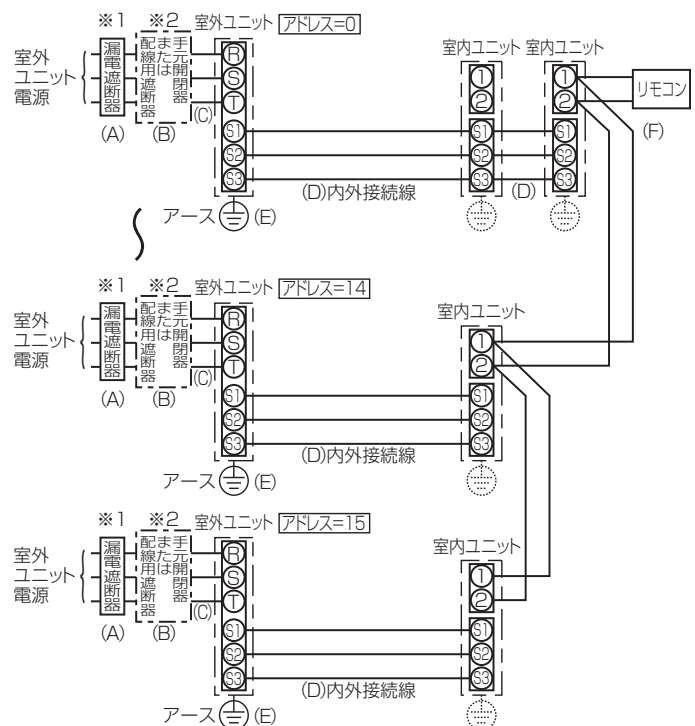 ※1 ※2 室外ユニット アドレス=0
室内ユニット 室内ユニット
室外
ユニット
電源
漏電遮断器
手元開閉器
または
配線用遮断器
(A)
(B)
(C)
R
S
T
S1
S2
S3
アース
(E)
(D)内外接続線
(D)
1
2
S1
S2
S3
1
2
S1
S2
S3
リモコン
(F)
※1 ※2 室外ユニット アドレス=14
室内ユニット
室外
ユニット
電源
漏電遮断器
手元開閉器
または
配線用遮断器
(A)
(B)
(C)
R
S
T
S1
S2
S3
アース
(E)
(D)内外接続線
1
2
S1
S2
S3
※1 ※2 室外ユニット アドレス=15
室内ユニット
室外
ユニット
電源
漏電遮断器
手元開閉器
または
配線用遮断器
(A)
(B)
(C)
R
S
T
S1
S2
S3
アース
(E)
(D)内外接続線
1
2
S1
S2
S3